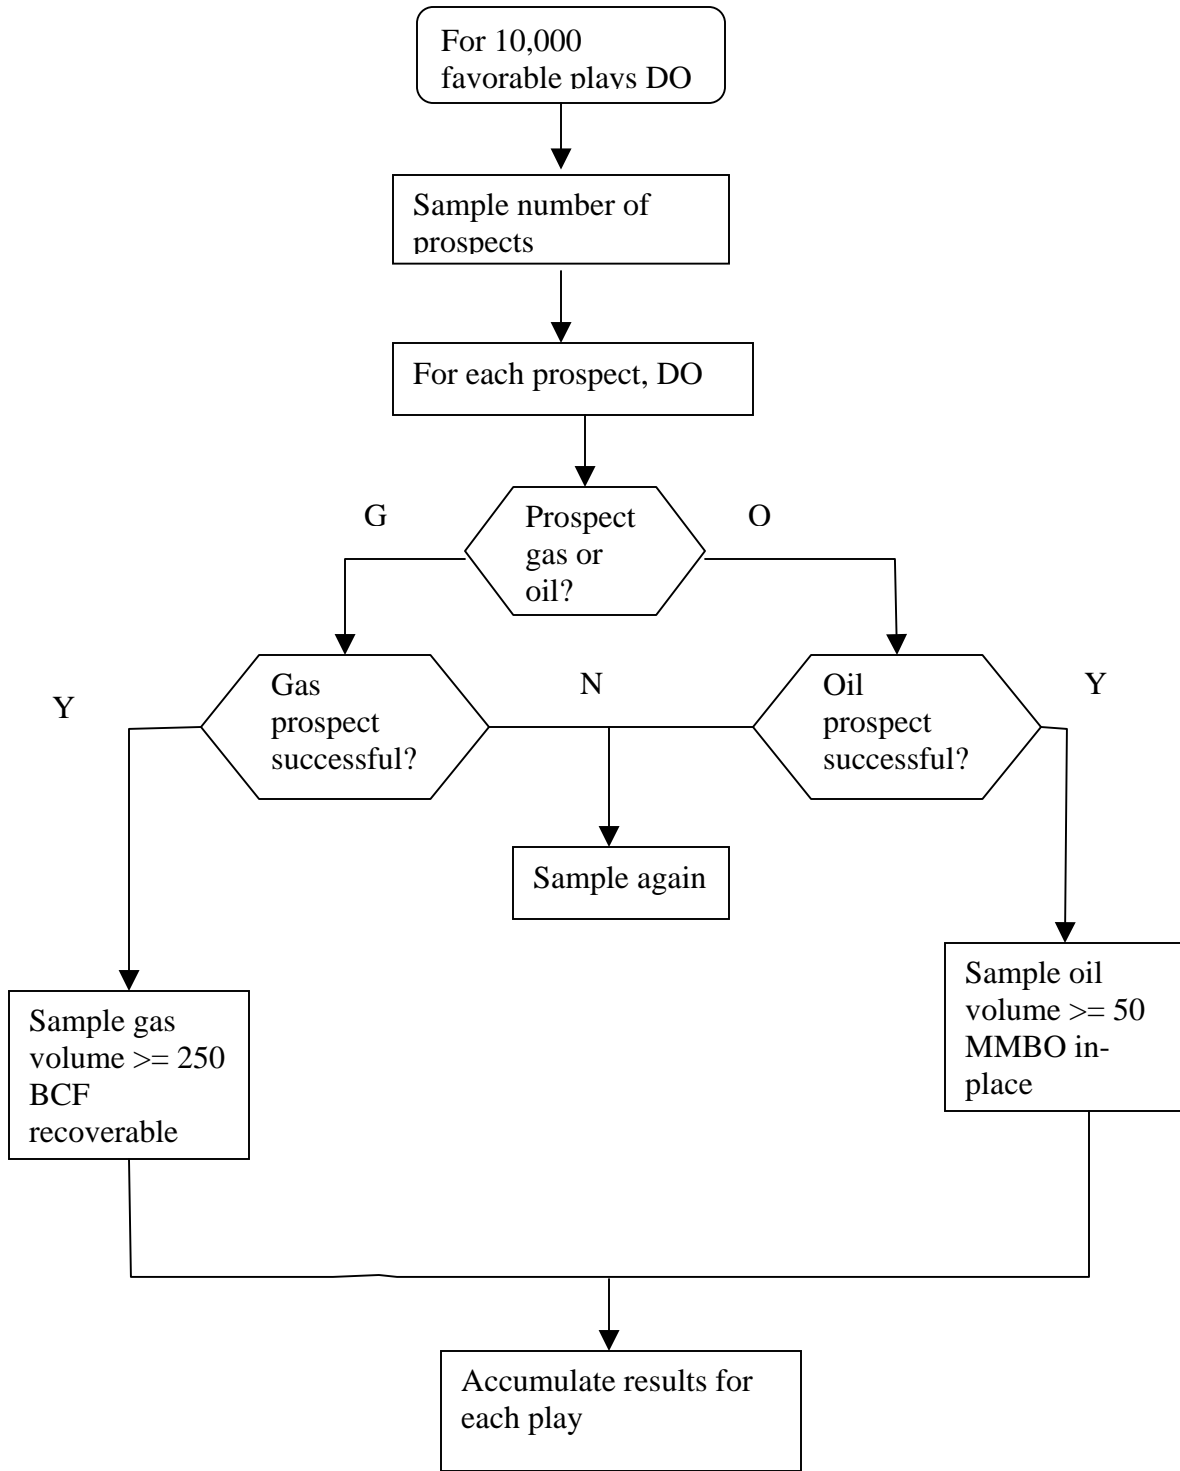 For 10,000
favorable plays DO
Sample number of
prospects
For each prospect, DO
G
Prospect
gas or
oil?
O
Y
Gas
prospect
successful?
N
Oil
prospect
successful?
Y
Sample again
Sample gas
volume >= 250
BCF
recoverable
Sample oil
volume >= 50
MMBO in-
place
Accumulate results for
each play